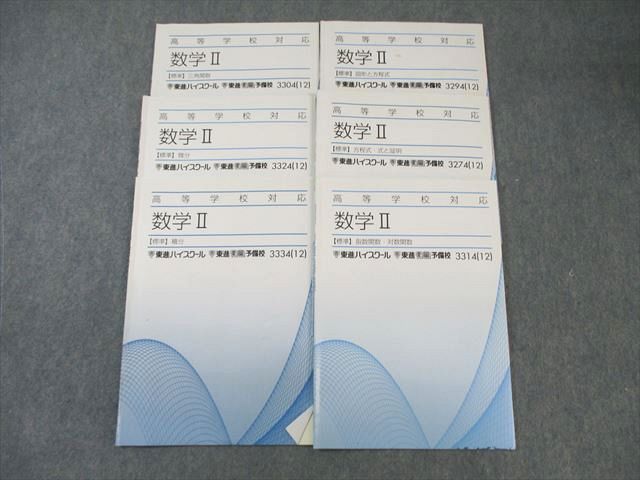 高等学校対応
数学Ⅱ
【標準】三角関数
東進ハイスクール 東進衛星予備校 3304(12)
高等学校対応
数学Ⅱ
【標準】図形と方程式
東進ハイスクール 東進衛星予備校 3294(12)
高等学校対応
数学Ⅱ
【標準】微分
東進ハイスクール 東進衛星予備校 3324(12)
数学Ⅱ
【標準】方程式・式と証明
東進ハイスクール 東進衛星予備校 3274(12)
高等学校対応
数学Ⅱ
【標準】積分
東進ハイスクール 東進衛星予備校 3334(12)
高等学校対応
数学Ⅱ
【標準】指数関数・対数関数
東進ハイスクール 東進衛星予備校 3314(12)